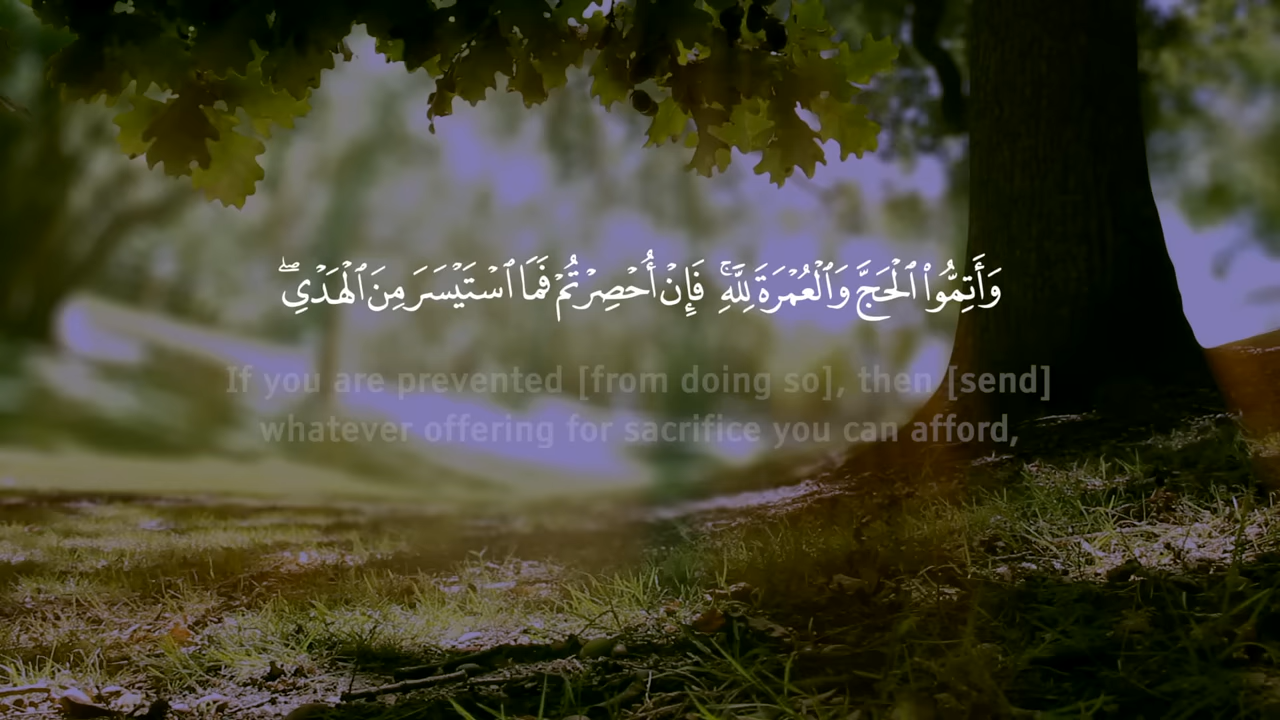 وَأَتِمُّوا۟ ٱلْحَجَّ وَٱلْعُمْرَةَ لِلَّهِ ۚ فَإِنْ أُحْصِرْتُمْ فَمَا ٱسْتَيْسَرَ مِنَ ٱلْهَدْىِ ۖ
If you are prevented [from doing so], then [send]
whatever offering for sacrifice you can afford,